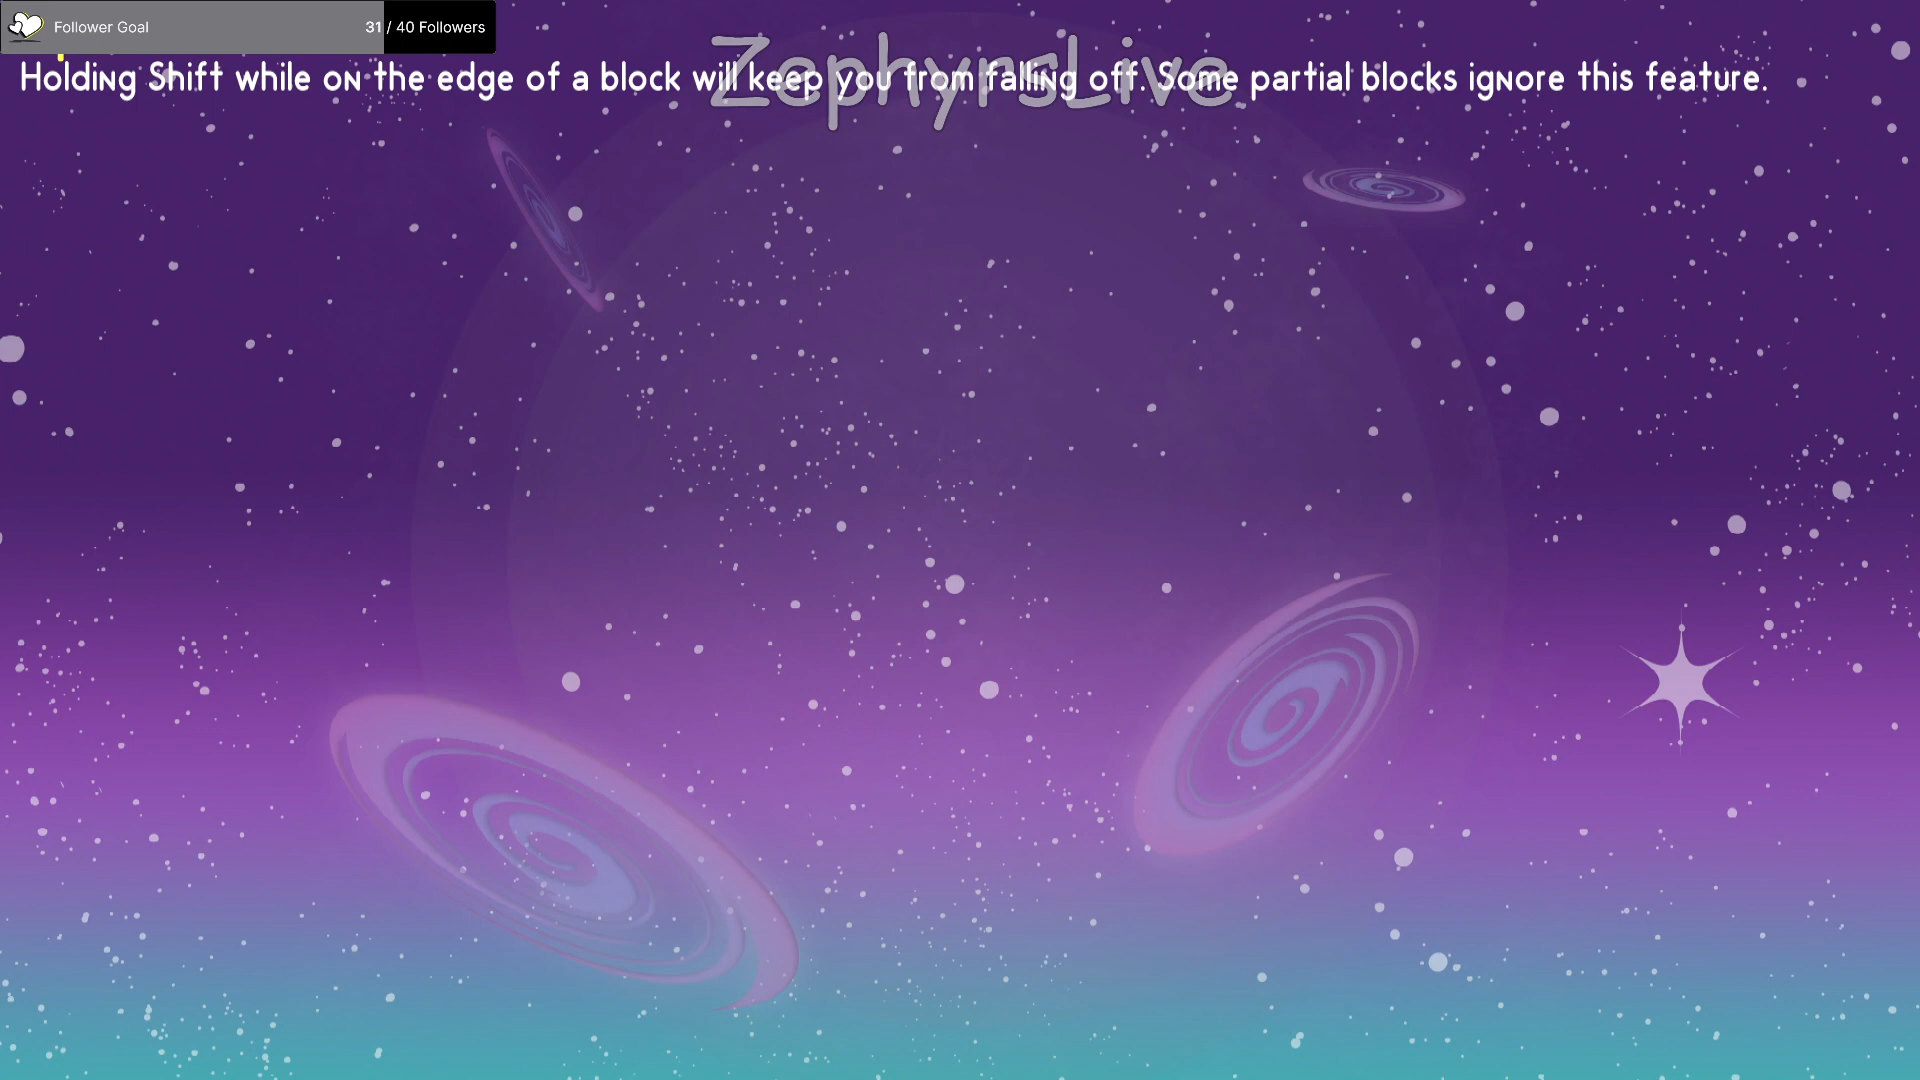 Follower Goal 31 / 40 Followers
ZephyrsLive
Holding Shift while on the edge of a block will keep you from falling off. Some partial blocks ignore this feature.